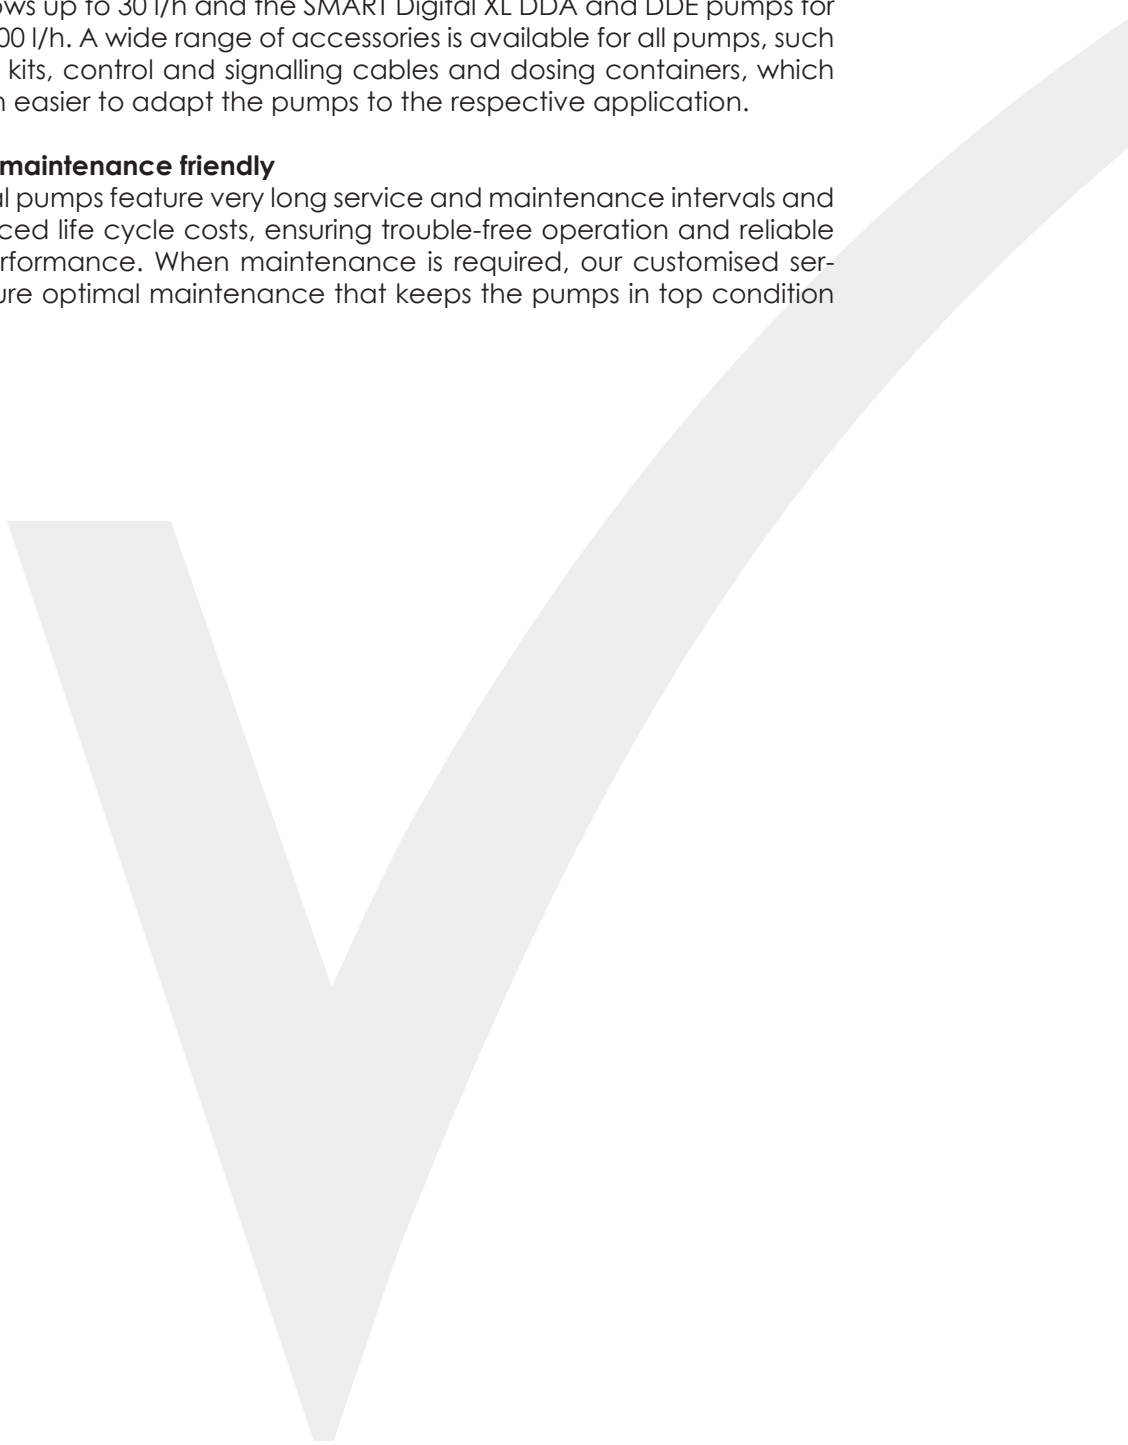 ows up to 30 l/h and the SMART Digital XL DDA and DDE pumps for
00 l/h. A wide range of accessories is available for all pumps, such
kits, control and signalling cables and dosing containers, which
n easier to adapt the pumps to the respective application.
maintenance friendly
al pumps feature very long service and maintenance intervals and
ced life cycle costs, ensuring trouble-free operation and reliable
rformance. When maintenance is required, our customised ser-
ure optimal maintenance that keeps the pumps in top condition